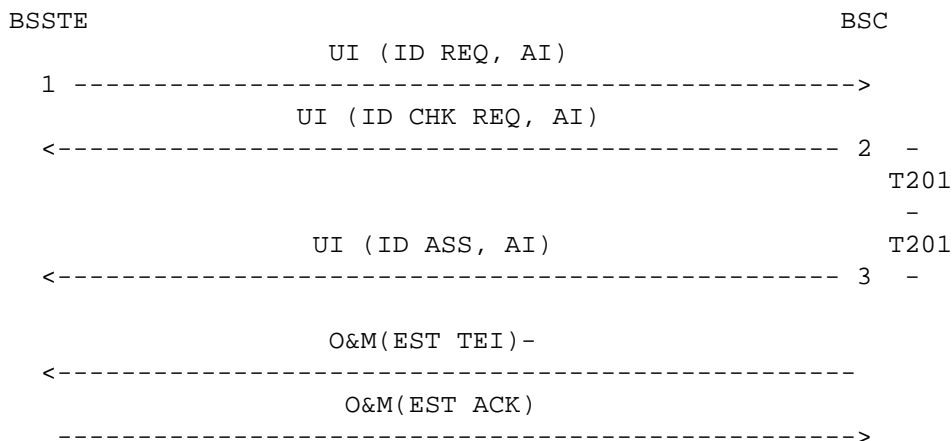 BSSTE BSC
UI (ID REQ, AI)
1 ------------------------------------------------->
UI (ID CHK REQ, AI)
<------------------------------------------------- 2 -
T201
-
UI (ID ASS, AI) T201
<------------------------------------------------- 3 -
O&M(EST TEI)-
<--------------------------------------------------
O&M(EST ACK)
-------------------------------------------------->